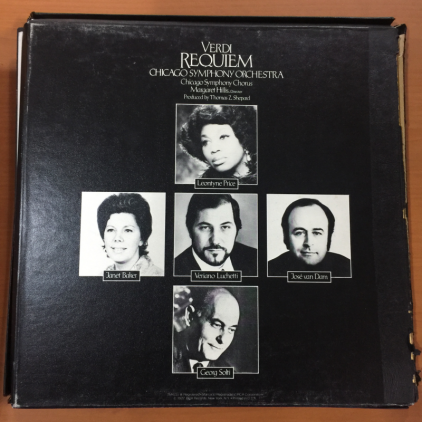 VERDI
REQUIEM
CHICAGO SYMPHONY ORCHESTRA
Chicago Symphony Chorus
Margaret Hillis, Director
Produced by Thomas Z. Shepard
Leontyne Price
Janet Baker
Veriano Luchetti
José van Dam
Georg Solti